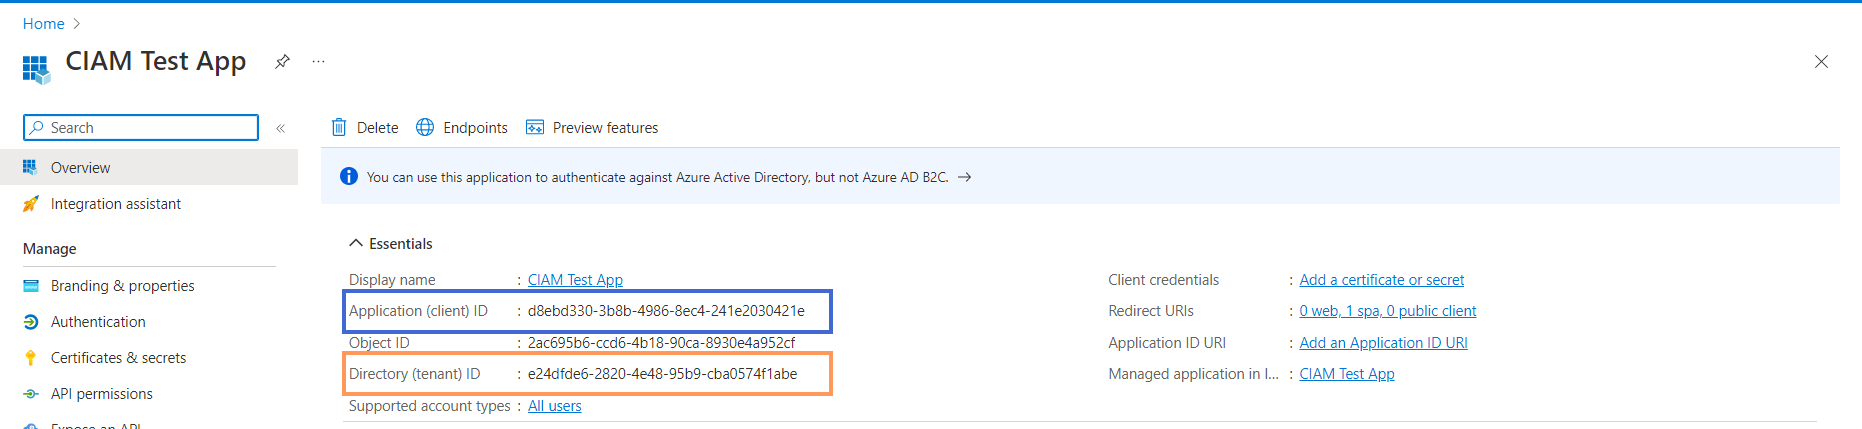 Home >
CIAM Test App ...
Search «
Delete Endpoints Preview features
Overview
You can use this application to authenticate against Azure Active Directory, but not Azure AD B2C. →
Integration assistant
Manage
Essentials
Display name : CIAM Test App
Client credentials : Add a certificate or secret
Branding & properties
Application (client) ID : d8ebd330-3b8b-4986-8ec4-241e2030421e
Redirect URIs : 0 web, 1 spa, 0 public client
Authentication
Object ID : 2ac695b6-ccd6-4b18-90ca-8930e4a952cf
Application ID URI : Add an Application ID URI
Certificates & secrets
Directory (tenant) ID : e24dfde6-2820-4e48-95b9-cba0574f1abe
Managed application in l... : CIAM Test App
API permissions
Supported account types : All users
Expose an API